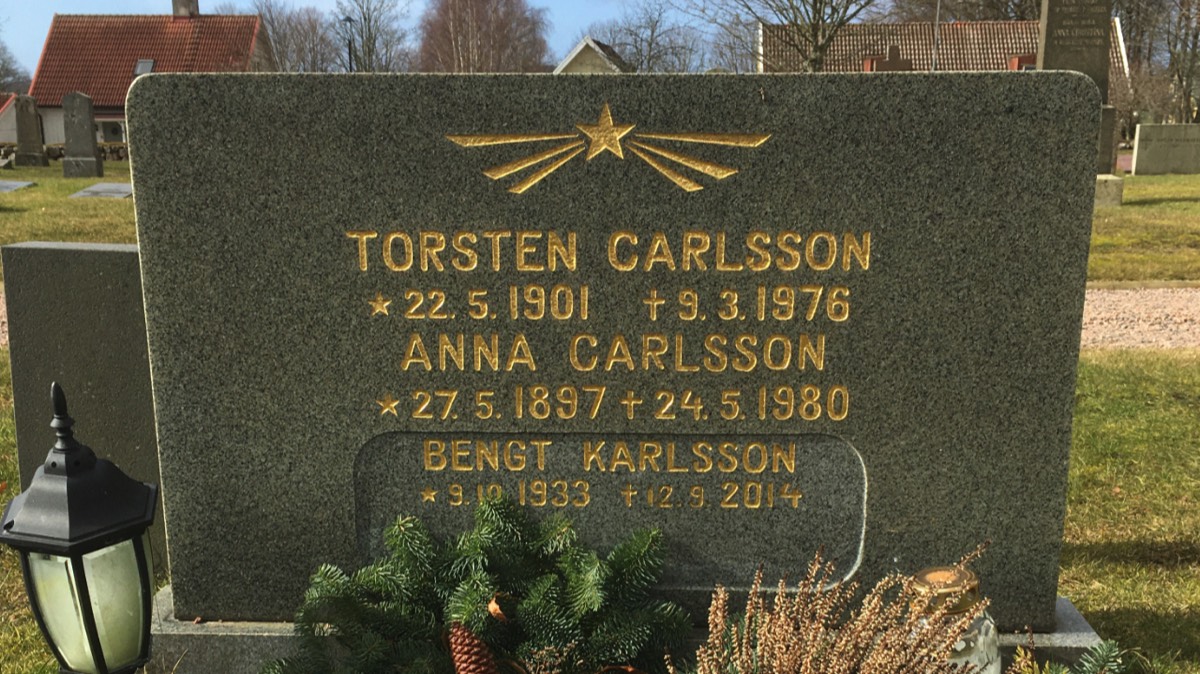 TORSTEN CARLSSON
★ 22.5.1901 † 9.3.1976
ANNA CARLSSON
★ 27.5.1897 † 24.5.1980
BENGT KARLSSON
★ 9.10 1933 † 12.9 2014